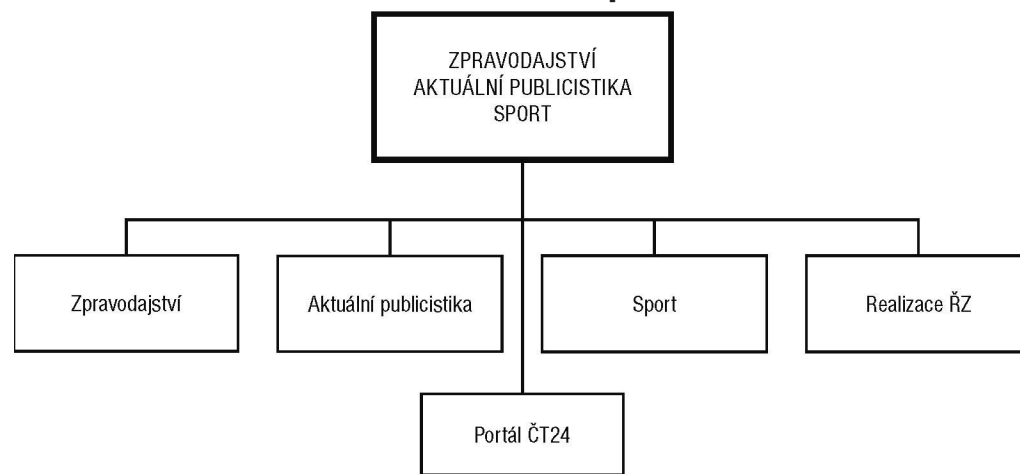 ZPRAVODAJSTVÍ
AKTUÁLNÍ PUBLICISTIKA
SPORT
Zpravodajství
Aktuální publicistika
Sport
Realizace ŘZ
Portál ČT24